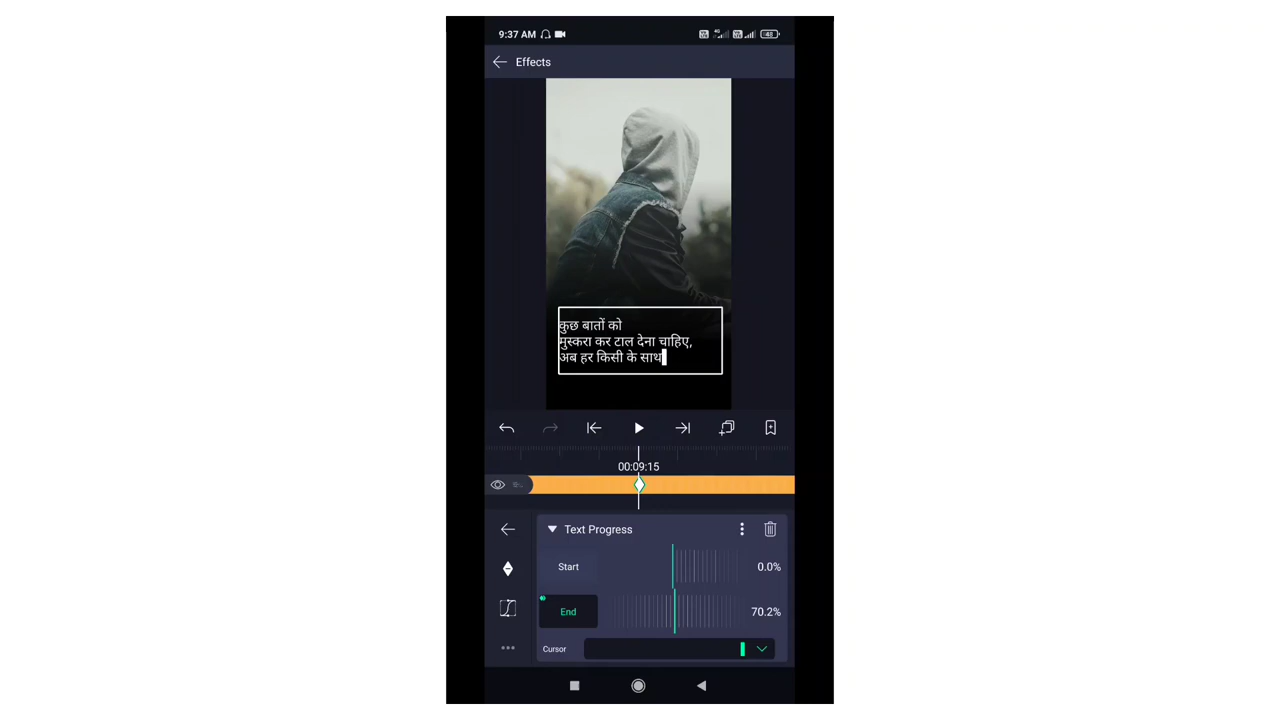 9:37 AM
48
Effects
कुछ बातों को
मुस्करा कर टाल देना चाहिए,
अब हर किसी के साथ
00:09:15
Text Progress
Start
0.0%
End
70.2%
Cursor